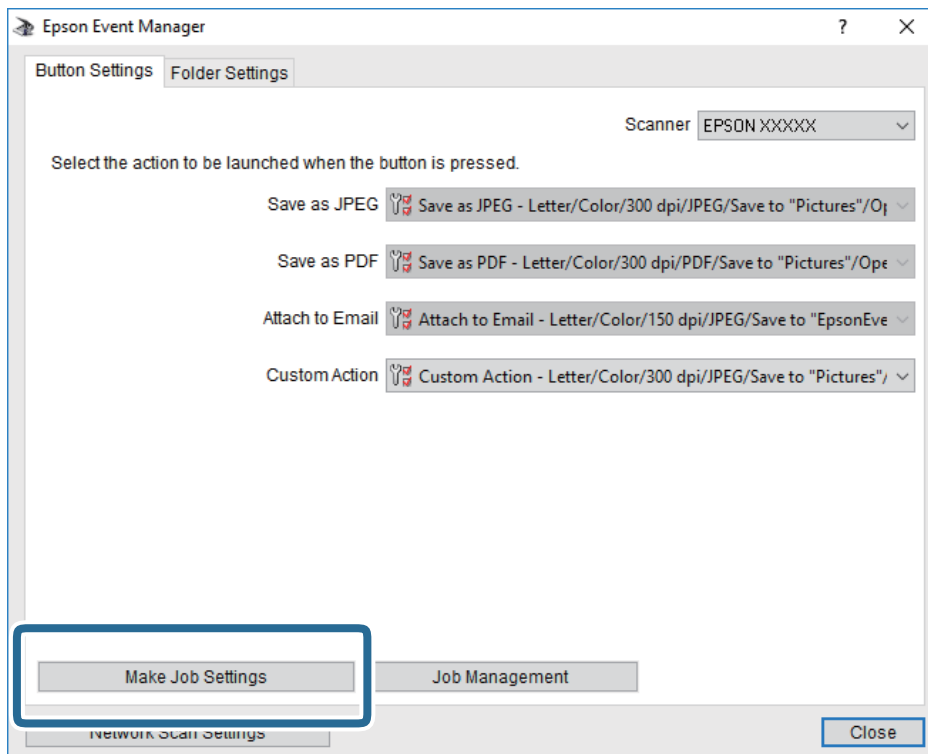 Epson Event Manager
Button Settings Folder Settings
Scanner EPSON XXXXX
Select the action to be launched when the button is pressed.
Save as JPEG Save as JPEG - Letter/Color/300 dpi/JPEG/Save to "Pictures"/Op
Save as PDF Save as PDF - Letter/Color/300 dpi/PDF/Save to "Pictures"/Ope
Attach to Email Attach to Email - Letter/Color/150 dpi/JPEG/Save to "EpsonEve
Custom Action Custom Action - Letter/Color/300 dpi/JPEG/Save to "Pictures"/
Make Job Settings Job Management
Network Scan Settings Close